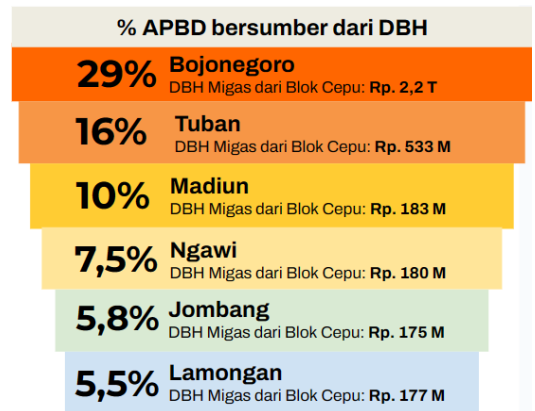 % APBD bersumber dari DBH
29% Bojonegoro
DBH Migas dari Blok Cepu: Rp. 2,2 T
16% Tuban
DBH Migas dari Blok Cepu: Rp. 533 M
10% Madiun
DBH Migas dari Blok Cepu: Rp. 183 M
7,5% Ngawi
DBH Migas dari Blok Cepu: Rp. 180 M
5,8% Jombang
DBH Migas dari Blok Cepu: Rp. 175 M
5,5% Lamongan
DBH Migas dari Blok Cepu: Rp. 177 M